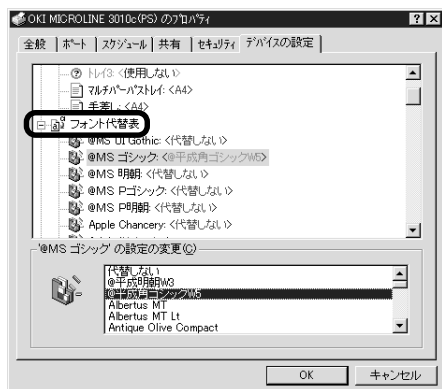 OKI MICROLINE 3010c(PS) のプロパティ
全般 ポート スケジュール 共有 セキュリティ デバイスの設定
トレイ3: <使用しない>
マルチパーパストレイ: <A4>
手差し: <A4>
フォント代替表
@MS UI Gothic: <代替しない>
@MS ゴシック: <@平成角ゴシックW5>
@MS 明朝: <代替しない>
@MS Pゴシック: <代替しない>
@MS P明朝: <代替しない>
Apple Chancery: <代替しない>
'@MS ゴシック' の設定の変更(C)
代替しない
@平成明朝W3
@平成角ゴシックW5
Albertus MT
Albertus MT Lt
Antique Olive Compact
OK キャンセル